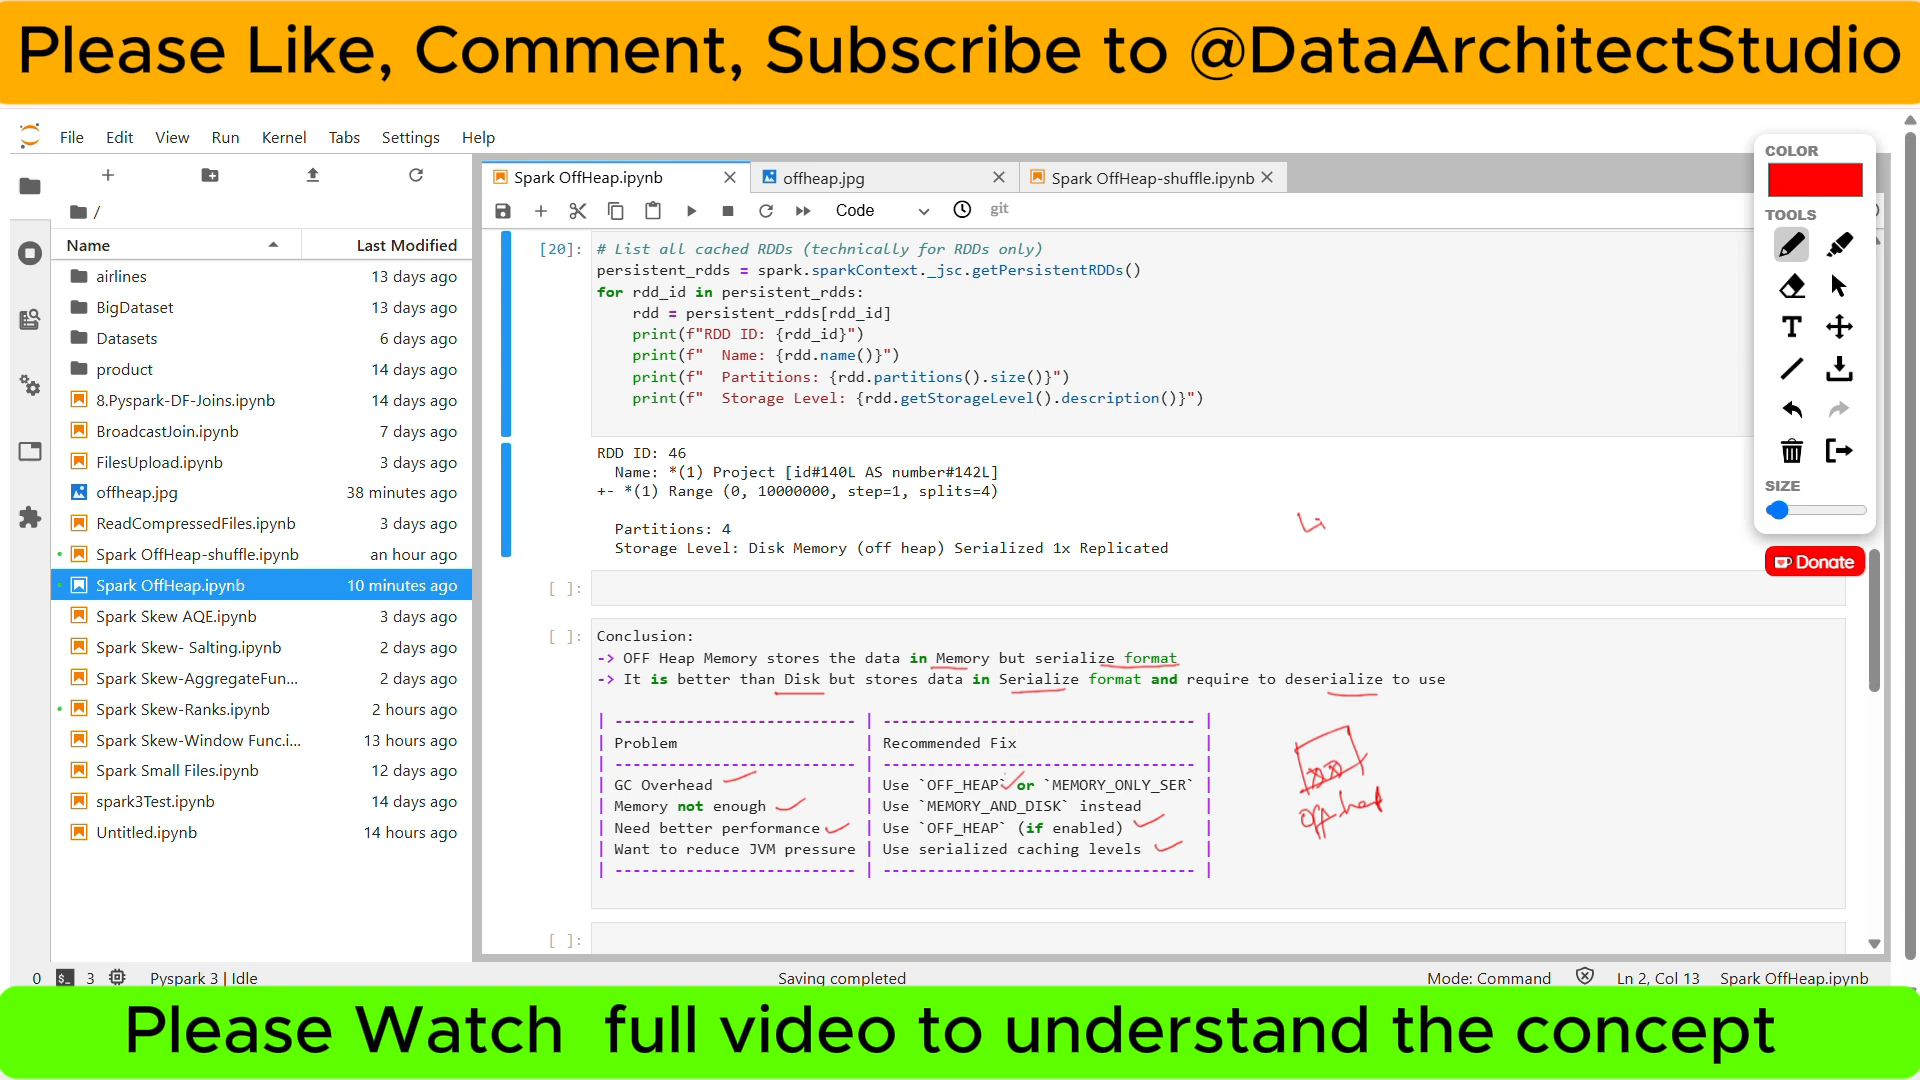 Please Like, Comment, Subscribe to @DataArchitectStudio
File Edit View Run Kernel Tabs Settings Help
/
Name Last Modified
airlines 13 days ago
BigDataset 13 days ago
Datasets 6 days ago
product 14 days ago
8.Pyspark-DF-Joins.ipynb 14 days ago
BroadcastJoin.ipynb 7 days ago
FilesUpload.ipynb 3 days ago
offheap.jpg 38 minutes ago
ReadCompressedFiles.ipynb 3 days ago
Spark OffHeap-shuffle.ipynb an hour ago
Spark OffHeap.ipynb 10 minutes ago
Spark Skew AQE.ipynb 3 days ago
Spark Skew- Salting.ipynb 2 days ago
Spark Skew-AggregateFun... 2 days ago
Spark Skew-Ranks.ipynb 2 hours ago
Spark Skew-Window Func.i... 13 hours ago
Spark Small Files.ipynb 12 days ago
spark3Test.ipynb 14 days ago
Untitled.ipynb 14 hours ago
Spark OffHeap.ipynb offheap.jpg Spark OffHeap-shuffle.ipynb
Code git
[20]: # List all cached RDDs (technically for RDDs only)
persistent_rdds = spark.sparkContext._jsc.getPersistentRDDs()
for rdd_id in persistent_rdds:
rdd = persistent_rdds[rdd_id]
print(f"RDD ID: {rdd_id}")
print(f"  Name: {rdd.name()}")
print(f"  Partitions: {rdd.partitions().size()}")
print(f"  Storage Level: {rdd.getStorageLevel().description()}")
RDD ID: 46
Name: *(1) Project [id#140L AS number#142L]
+- *(1) Range (0, 10000000, step=1, splits=4)
Partitions: 4
Storage Level: Disk Memory (off heap) Serialized 1x Replicated
[ ]:
[ ]: Conclusion:
-> OFF Heap Memory stores the data in Memory but serialize format
-> It is better than Disk but stores data in Serialize format and require to deserialize to use
| --------------------------- | ----------------------------------- |
| Problem | Recommended Fix |
| --------------------------- | ----------------------------------- |
| GC Overhead | Use `OFF_HEAP` or `MEMORY_ONLY_SER` |
| Memory not enough | Use `MEMORY_AND_DISK` instead |
| Need better performance | Use `OFF_HEAP` (if enabled) |
| Want to reduce JVM pressure | Use serialized caching levels |
| --------------------------- | ----------------------------------- |
off heap
[ ]:
COLOR
TOOLS
T
SIZE
Donate
0 $_ 3 Pyspark 3 | Idle Saving completed Mode: Command Ln 2, Col 13 Spark OffHeap.ipynb
Please Watch full video to understand the concept